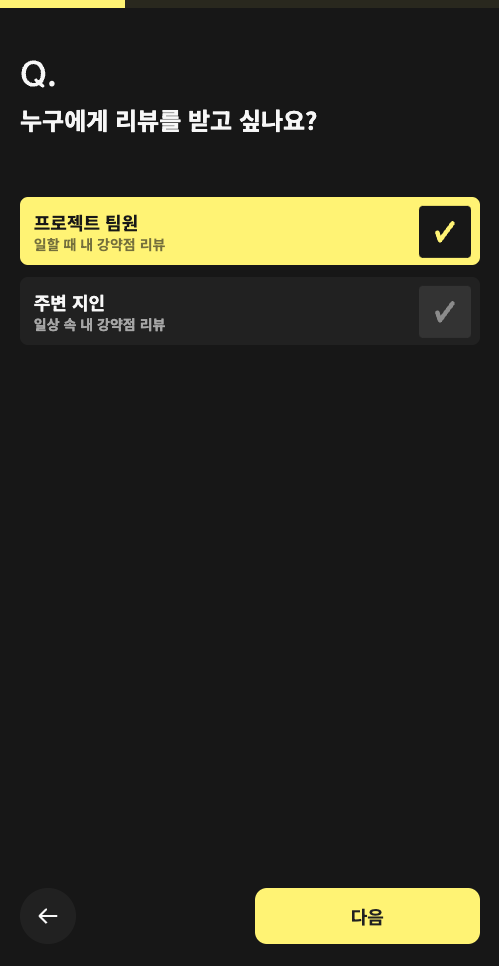 Q.
누구에게 리뷰를 받고 싶나요?
프로젝트 팀원
일할 때 내 강약점 리뷰
주변 지인
일상 속 내 강약점 리뷰
다음